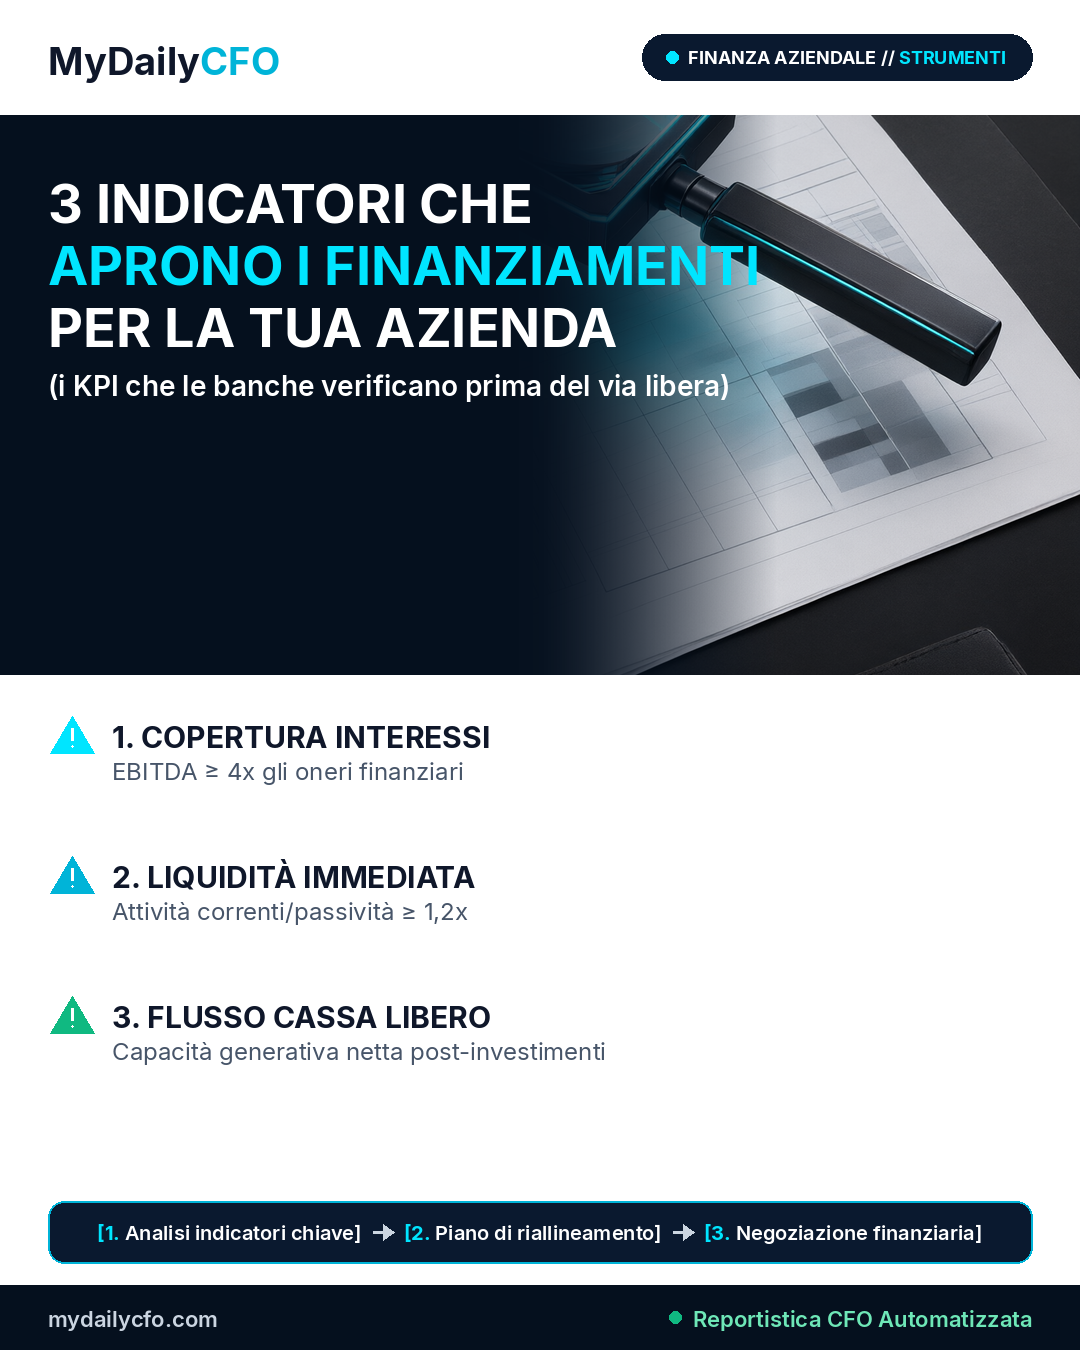 MyDailyCFO
FINANZA AZIENDALE // STRUMENTI
3 INDICATORI CHE
APRONO I FINANZIAMENTI
PER LA TUA AZIENDA
(i KPI che le banche verificano prima del via libera)
1. COPERTURA INTERESSI
EBITDA ≥ 4x gli oneri finanziari
2. LIQUIDITÀ IMMEDIATA
Attività correnti/passività ≥ 1,2x
3. FLUSSO CASSA LIBERO
Capacità generativa netta post-investimenti
[1. Analisi indicatori chiave] → [2. Piano di riallineamento] → [3. Negoziazione finanziaria]
mydailycfo.com
Reportistica CFO Automatizzata